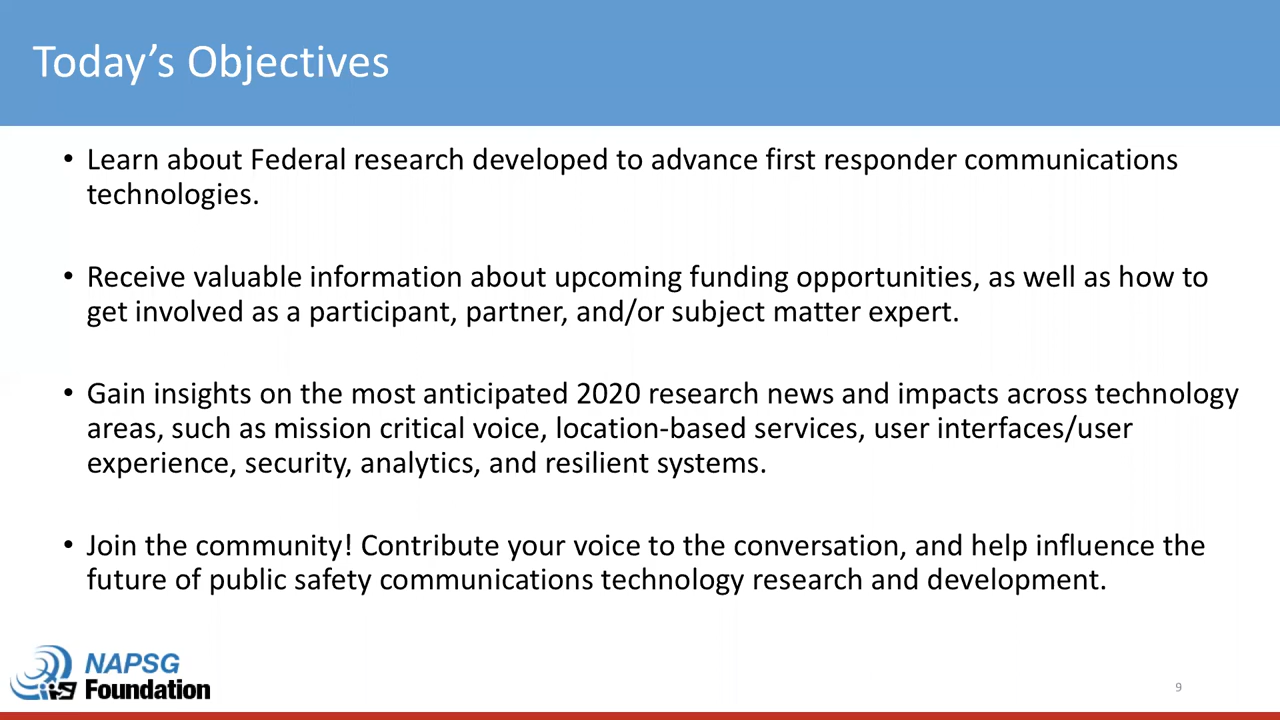 Today's Objectives
• Learn about Federal research developed to advance first responder communications
technologies.
• Receive valuable information about upcoming funding opportunities, as well as how to
get involved as a participant, partner, and/or subject matter expert.
• Gain insights on the most anticipated 2020 research news and impacts across technology
areas, such as mission critical voice, location-based services, user interfaces/user
experience, security, analytics, and resilient systems.
• Join the community! Contribute your voice to the conversation, and help influence the
future of public safety communications technology research and development.
NAPSG
Foundation
9